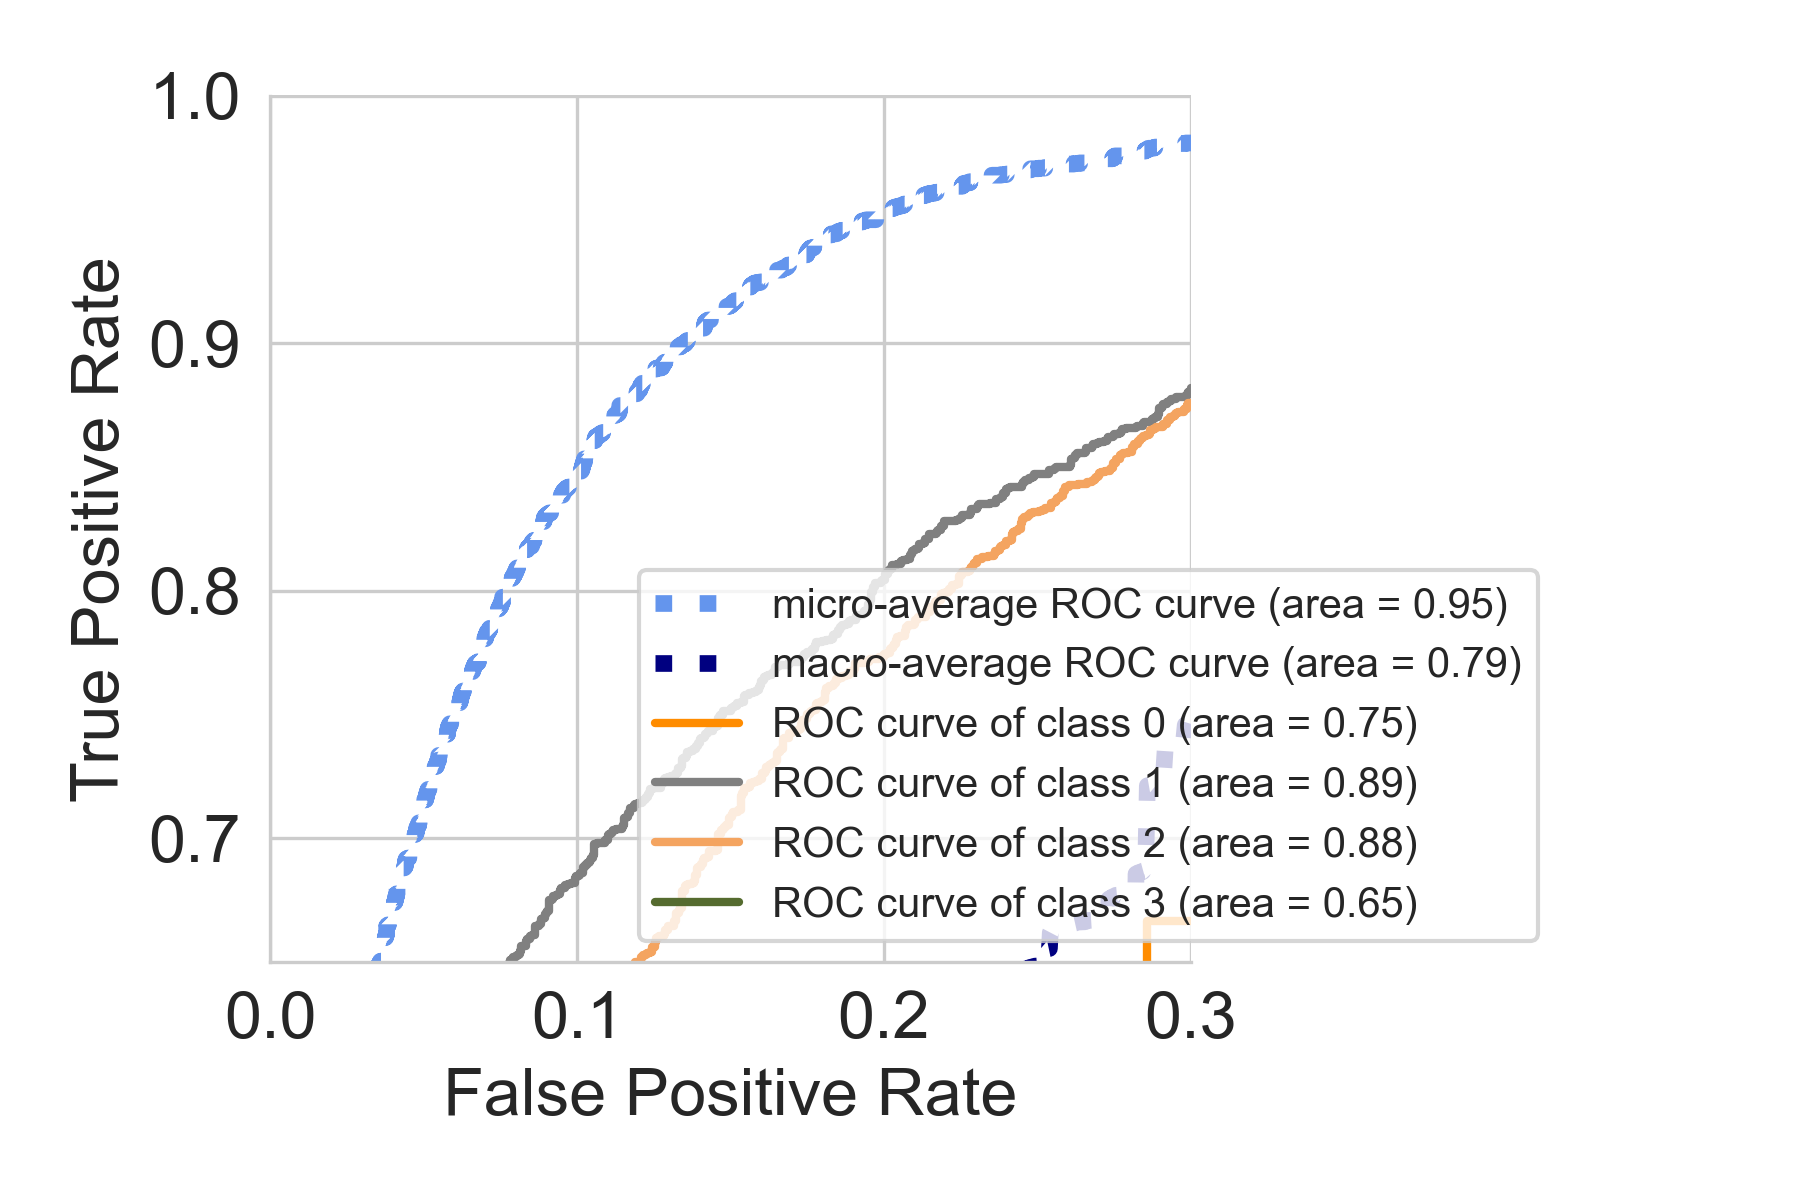 1.0
0.9
0.8
0.7
True Positive Rate
micro-average ROC curve (area = 0.95)
macro-average ROC curve (area = 0.79)
ROC curve of class 0 (area = 0.75)
ROC curve of class 1 (area = 0.89)
ROC curve of class 2 (area = 0.88)
ROC curve of class 3 (area = 0.65)
0.0 0.1 0.2 0.3
False Positive Rate